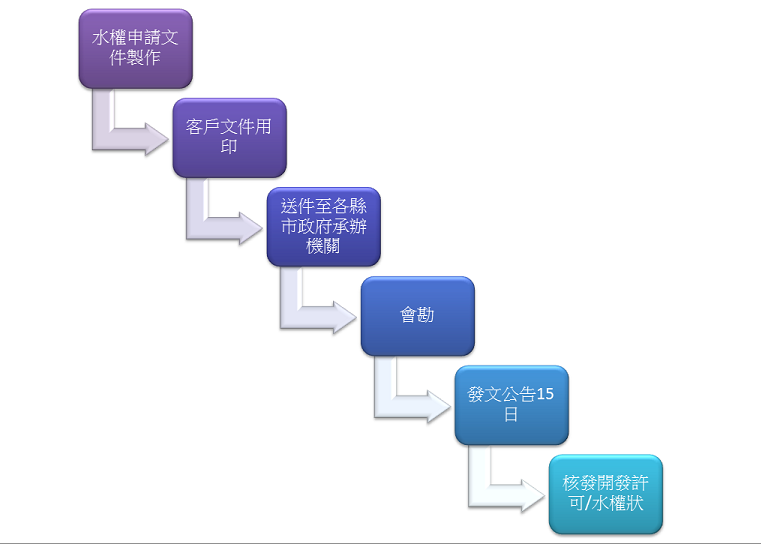 水權申請文
件製作
客戶文件用
印
送件至各縣
市政府承辦
機關
會勘
發文公告15
日
核發開發許
可/水權狀